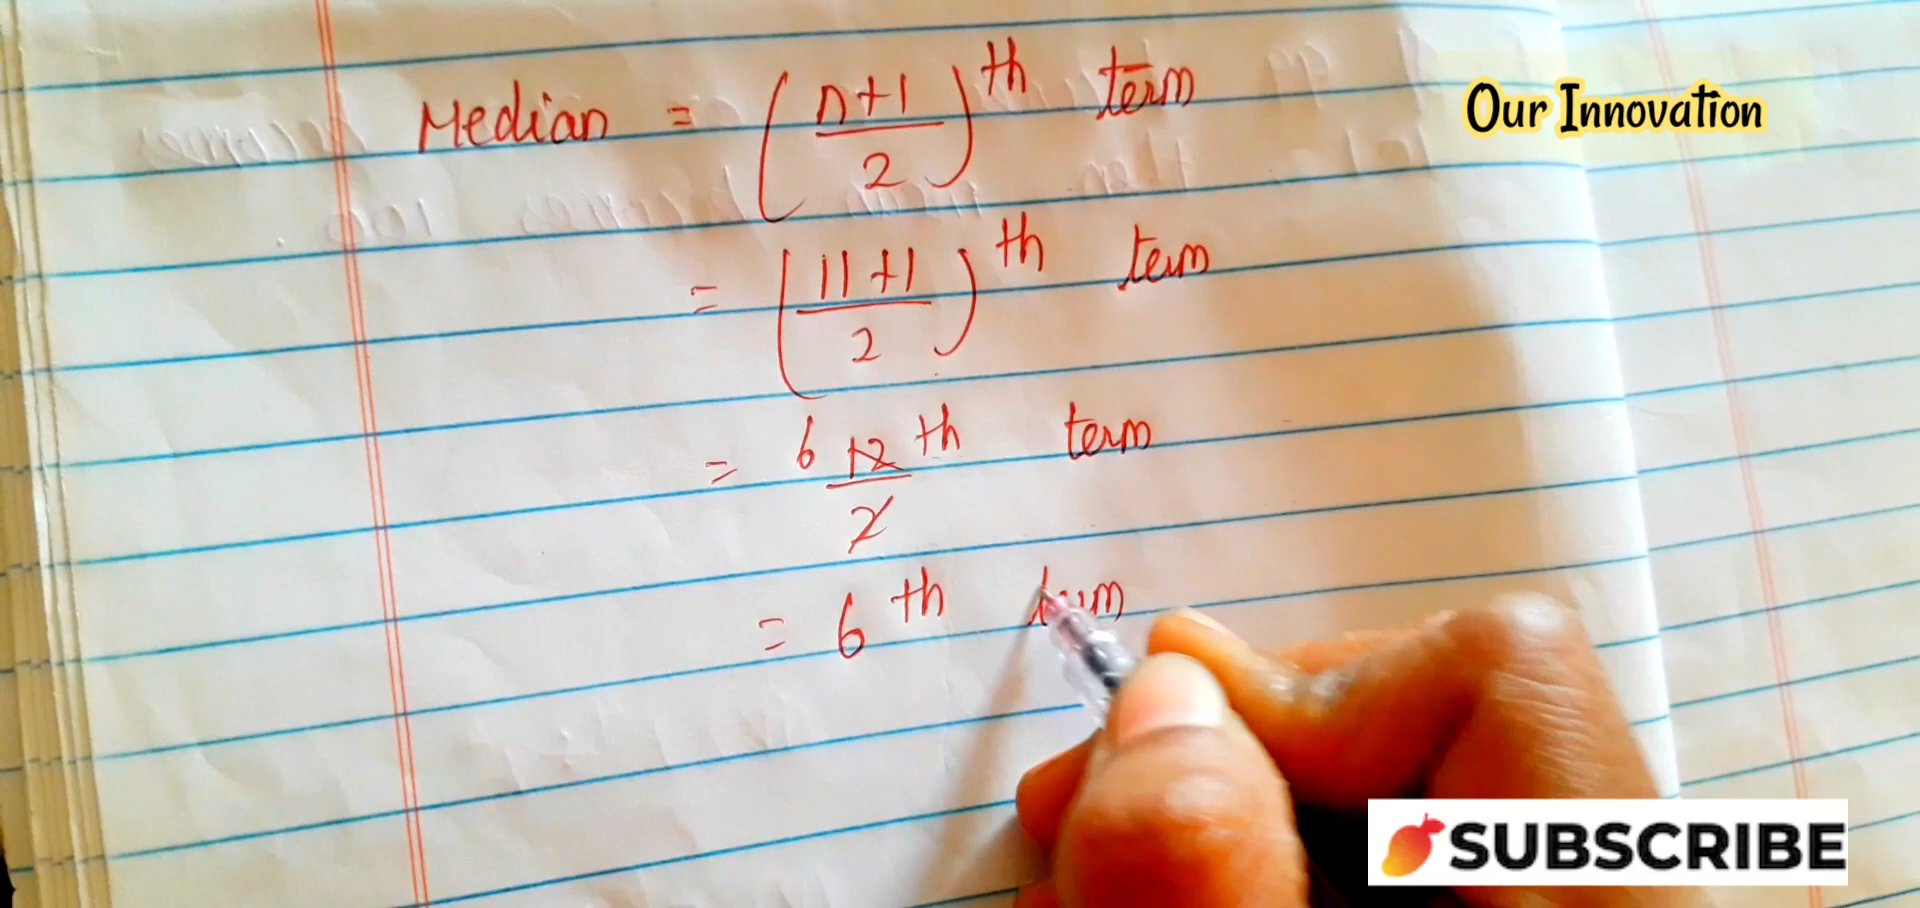 Median = (n+1/2)th term
Our Innovation
= (11+1/2)th term
= 6 12/2 th term
= 6th term
SUBSCRIBE